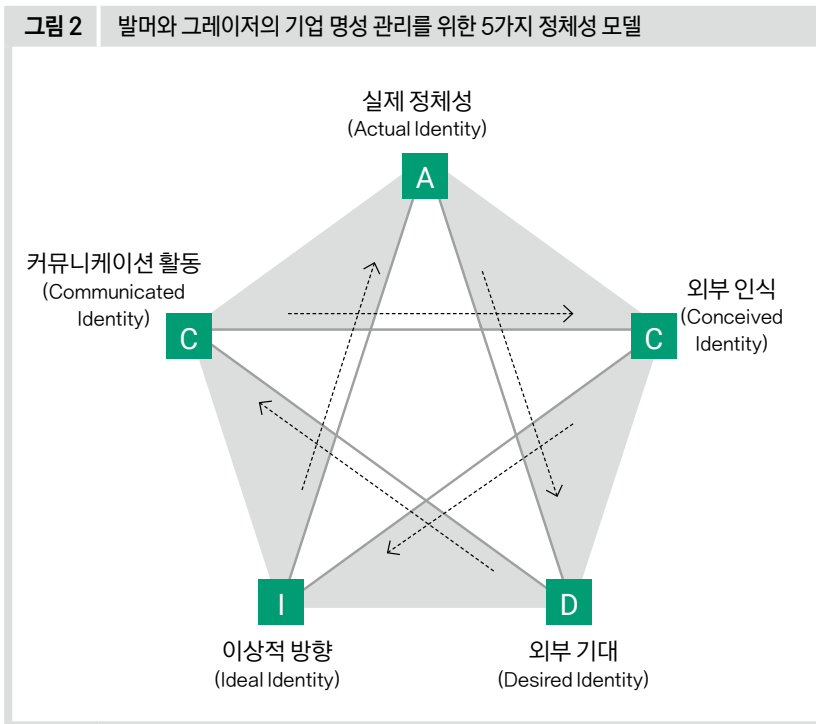 그림 2 발머와 그레이저의 기업 명성 관리를 위한 5가지 정체성 모델
실제 정체성
(Actual Identity)
A
커뮤니케이션 활동
(Communicated
Identity)
C
외부 인식
(Conceived
Identity)
C
I
이상적 방향
(Ideal Identity)
D
외부 기대
(Desired Identity)